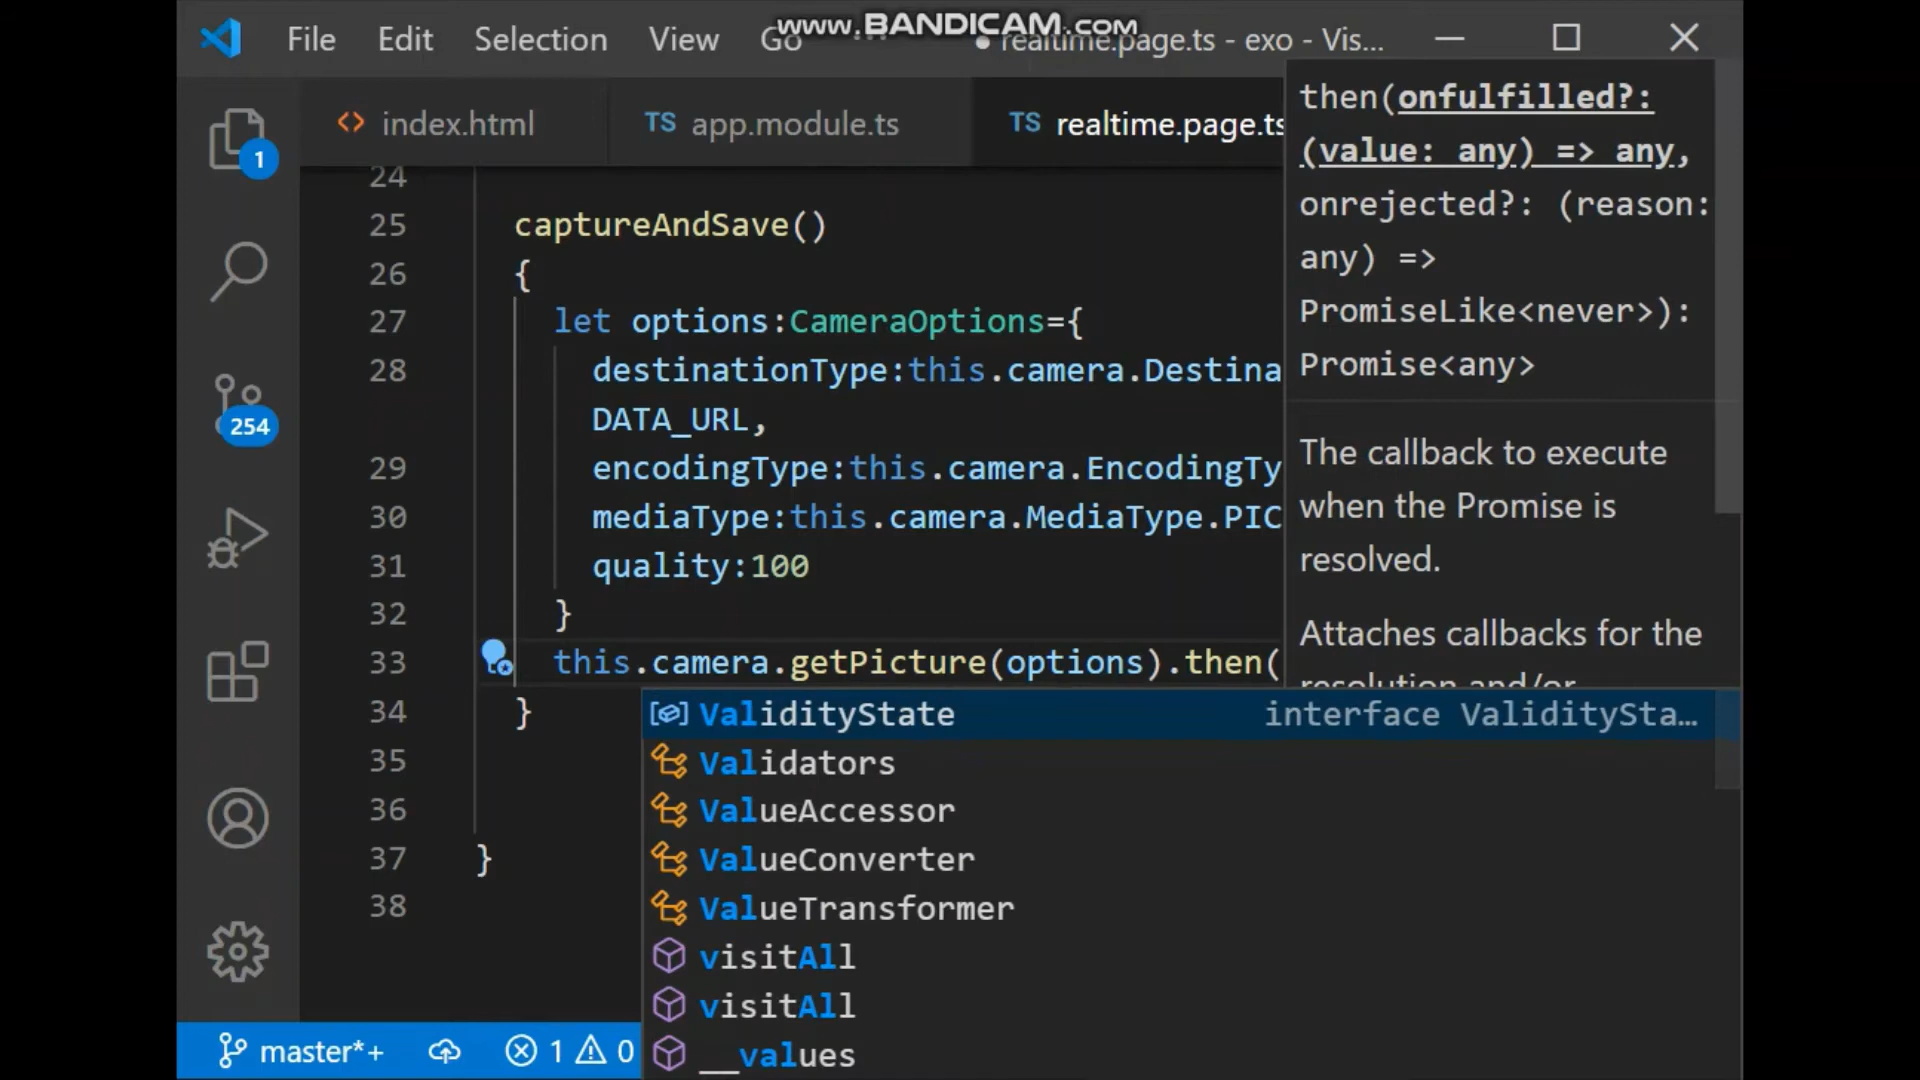 www.BANDICAM.com
File Edit Selection View Go ... ● realtime.page.ts - exo - Vis...
<> index.html TS app.module.ts TS realtime.page.ts
1
254
24
25 captureAndSave()
26 {
27 let options:CameraOptions={
28 destinationType:this.camera.Destina
DATA_URL,
29 encodingType:this.camera.EncodingTy
30 mediaType:this.camera.MediaType.PIC
31 quality:100
32 }
33 this.camera.getPicture(options).then(
34 }
35
36
37 }
38
then(onfulfilled?:
(value: any) => any,
onrejected?: (reason:
any) =>
PromiseLike<never>):
Promise<any>
The callback to execute
when the Promise is
resolved.
Attaches callbacks for the
resolution and/or
ValidityState interface ValiditySta...
Validators
ValueAccessor
ValueConverter
ValueTransformer
visitAll
visitAll
__values
master*+ 1 0